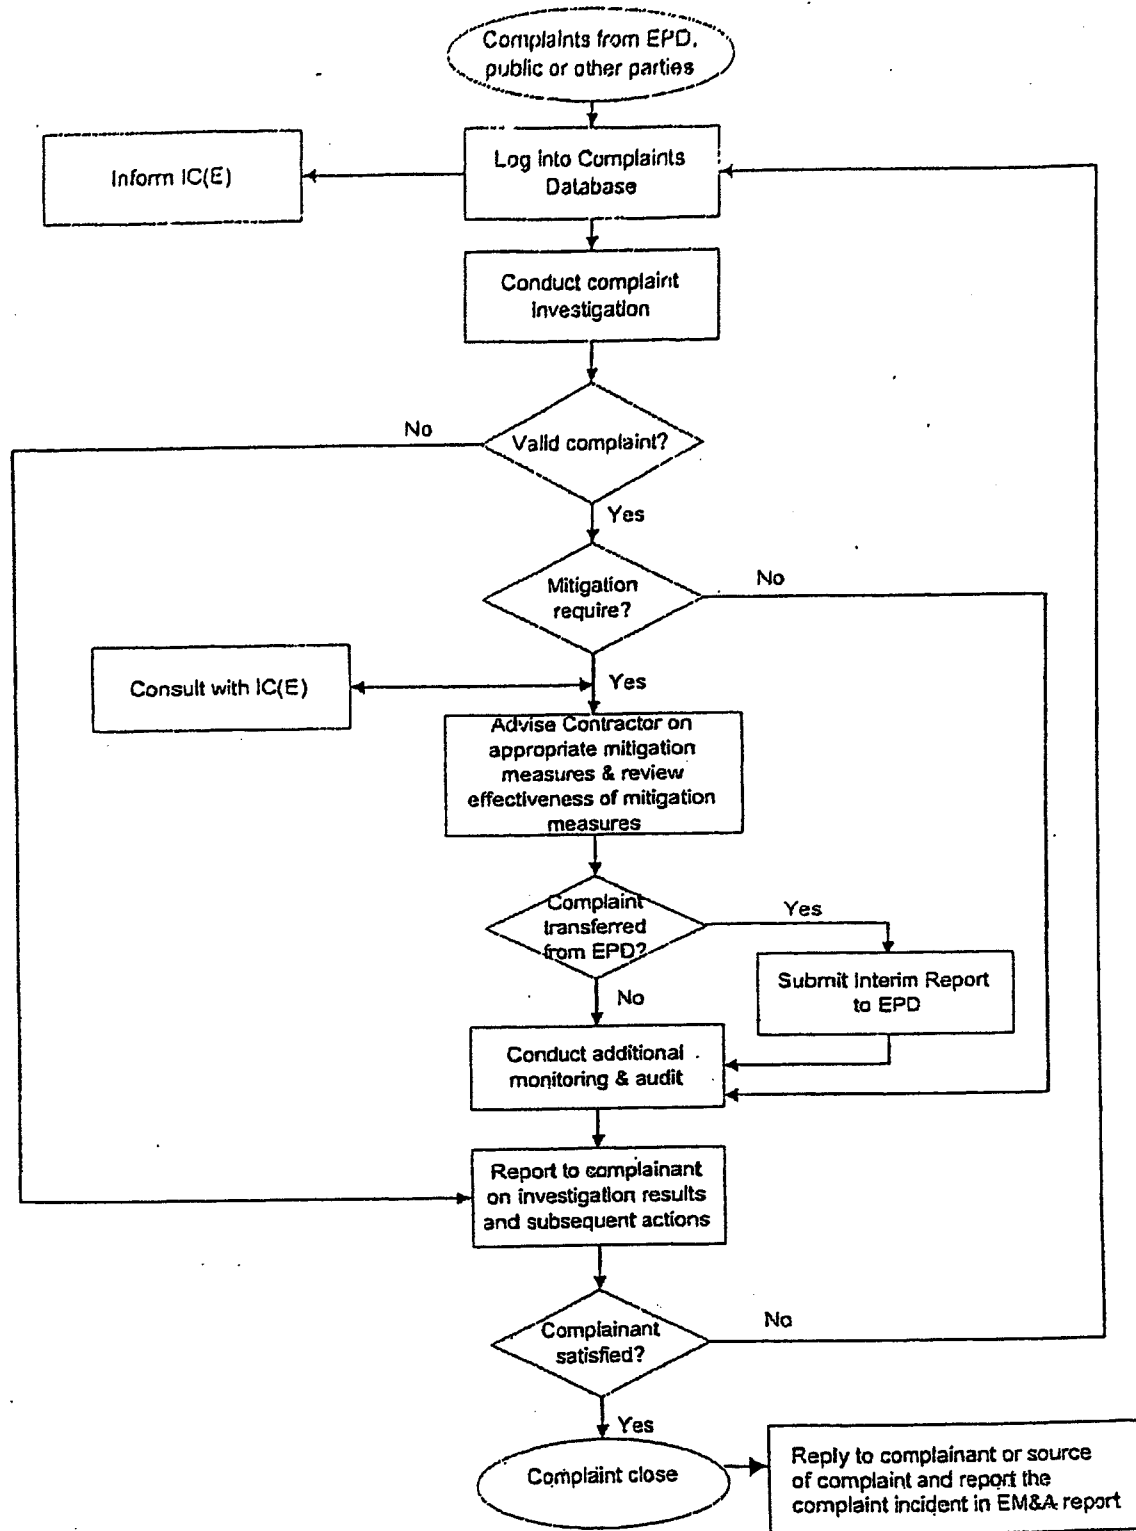 Complaints from EPD,
public or other parties
Inform IC(E)
Log into Complaints
Database
Conduct complaint
Investigation
No
Valid complaint?
Yes
Mitigation
require?
No
Consult with IC(E)
Yes
Advise Contractor on
appropriate mitigation
measures & review
effectiveness of mitigation
measures
Complaint
transferred
from EPD?
Yes
Submit Interim Report
to EPD
No
Conduct additional
monitoring & audit
Report to complainant
on investigation results
and subsequent actions
Complainant
satisfied?
No
Yes
Complaint close
Reply to complainant or source
of complaint and report the
complaint incident in EM&A report